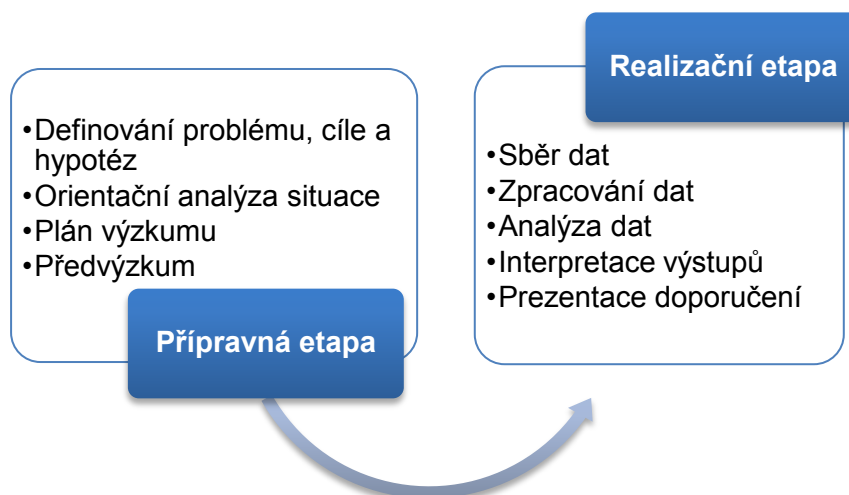 •Definování problému, cíle a
hypotéz
•Orientační analýza situace
•Plán výzkumu
•Předvýzkum
Přípravná etapa
Realizační etapa
•Sběr dat
•Zpracování dat
•Analýza dat
•Interpretace výstupů
•Prezentace doporučení